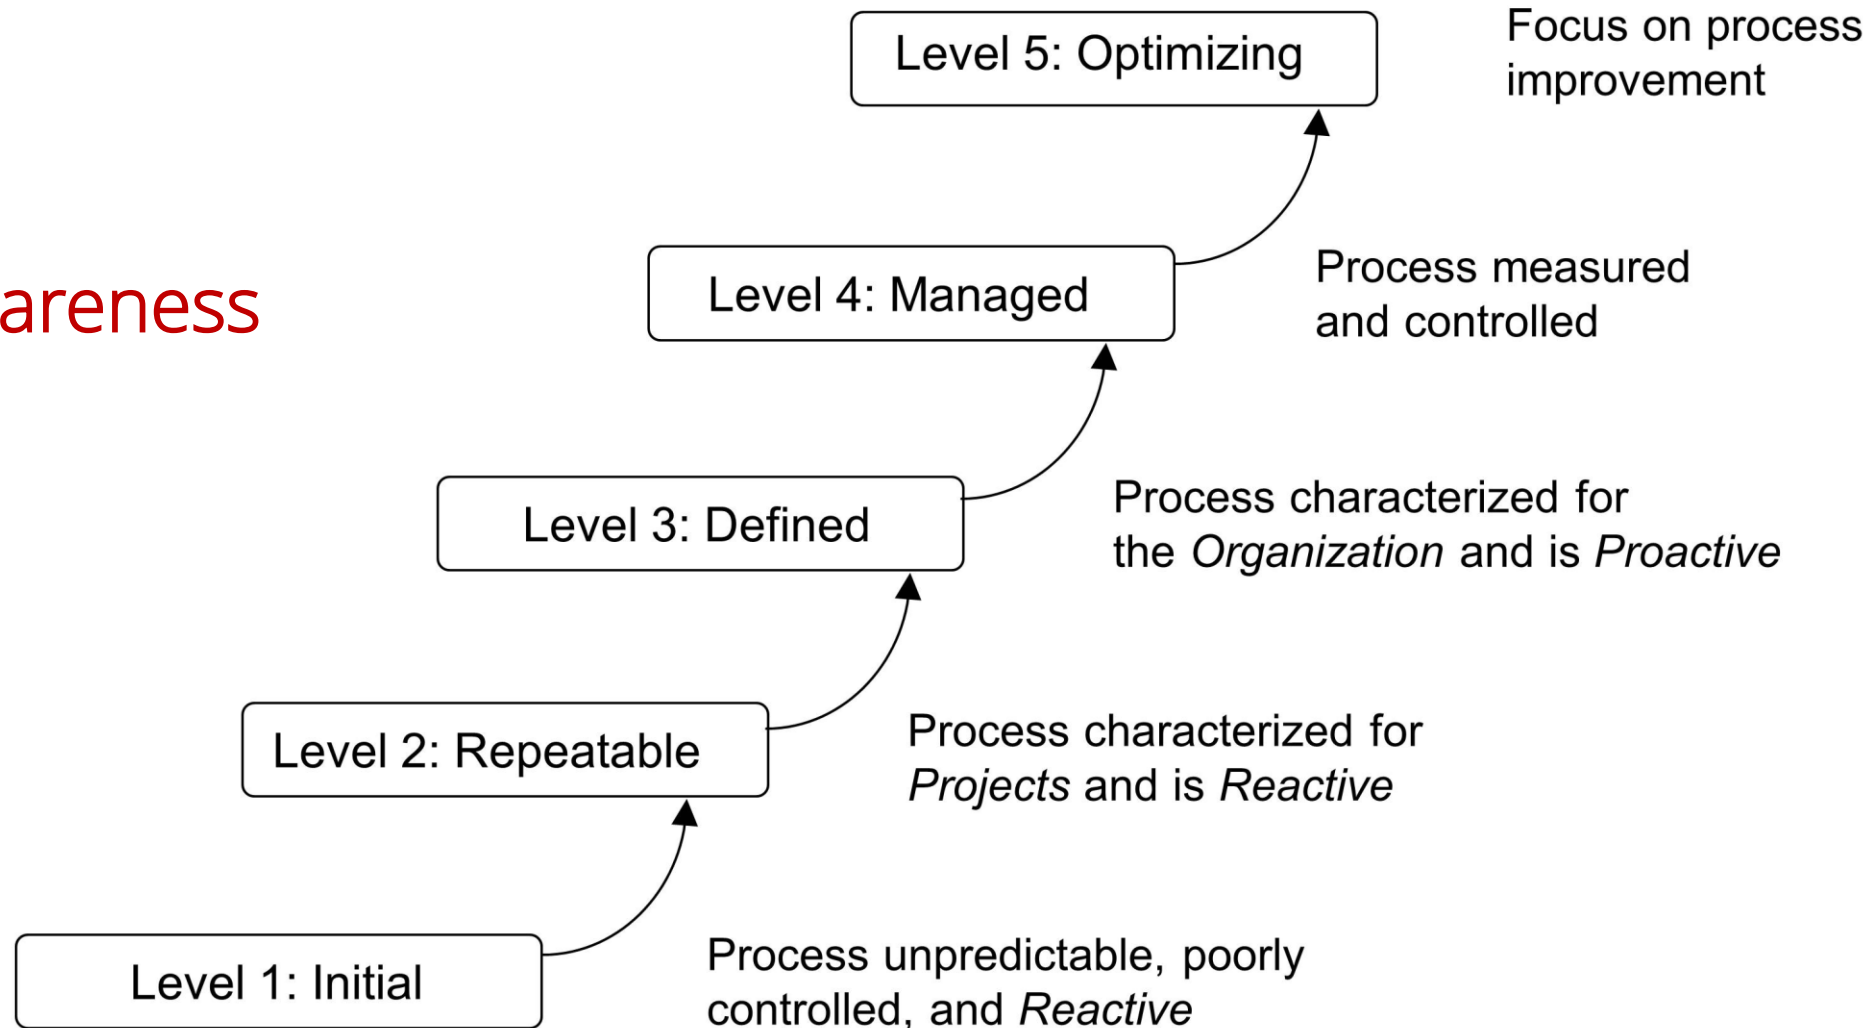 Level 5: Optimizing
Focus on process
improvement
areness
Level 4: Managed
Process measured
and controlled
Level 3: Defined
Process characterized for
the Organization and is Proactive
Level 2: Repeatable
Process characterized for
Projects and is Reactive
Level 1: Initial
Process unpredictable, poorly
controlled, and Reactive